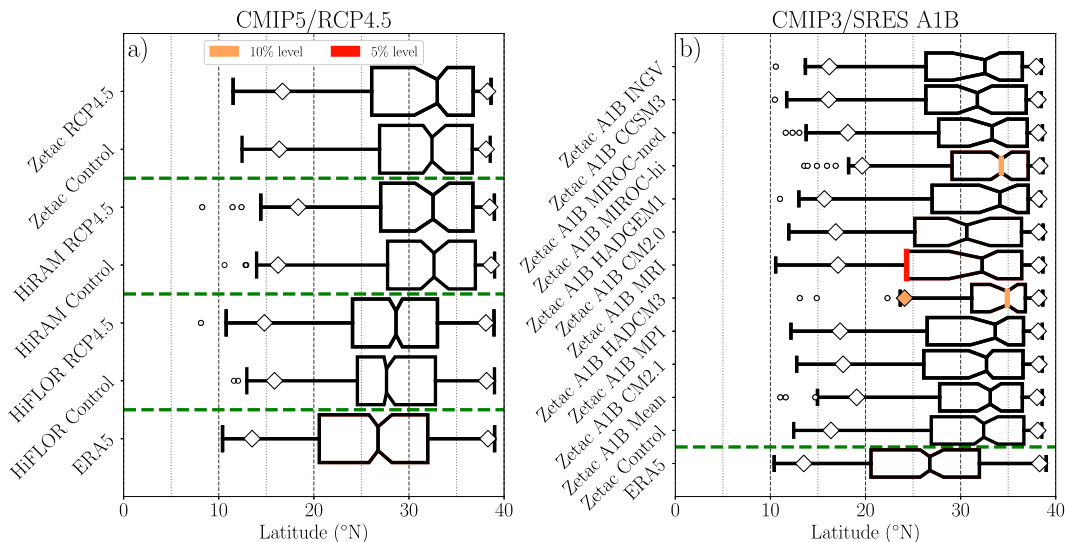 CMIP5/RCP4.5
a)
10% level
5% level
Zetac RCP4.5
Zetac Control
HiRAM RCP4.5
HiRAM Control
HiFLOR RCP4.5
HiFLOR Control
ERA5
0 10 20 30 40
Latitude (°N)
CMIP3/SRES A1B
b)
Zetac A1B INGV
Zetac A1B CCSM3
Zetac A1B MIROC-med
Zetac A1B MIROC-hi
Zetac A1B HADGEM1
Zetac A1B CM2.0
Zetac A1B MRI
Zetac A1B HADCM3
Zetac A1B MPI
Zetac A1B CM2.1
Zetac A1B Mean
Zetac Control
ERA5
0 10 20 30 40
Latitude (°N)